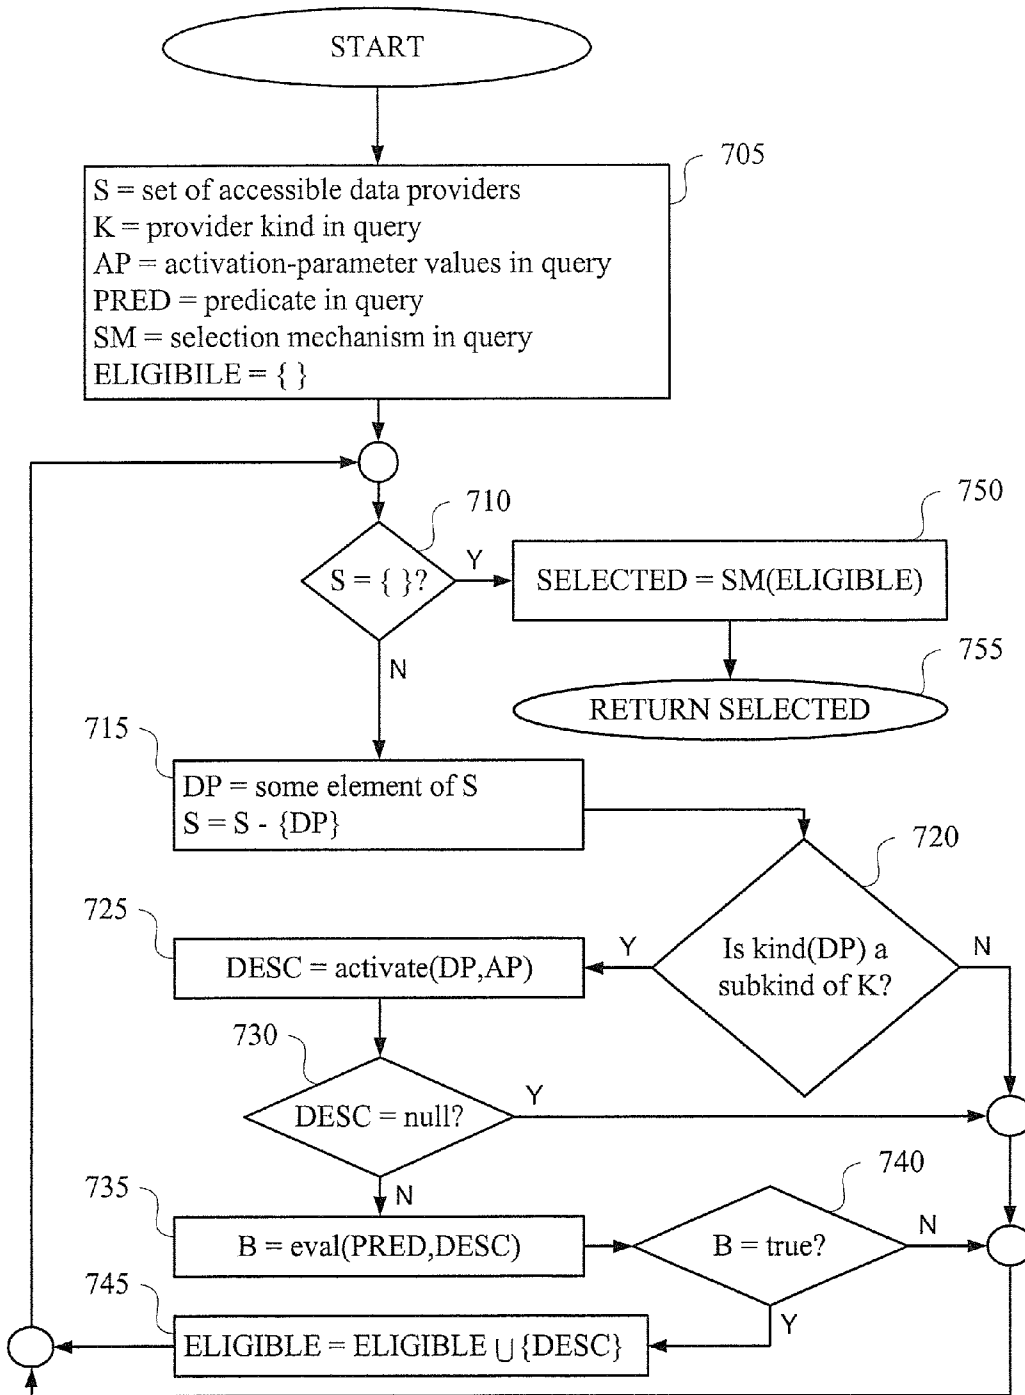 START
705
S = set of accessible data providers
K = provider kind in query
AP = activation-parameter values in query
PRED = predicate in query
SM = selection mechanism in query
ELIGIBILE = { }
710
S = { }?
Y
N
750
SELECTED = SM(ELIGIBLE)
755
RETURN SELECTED
715
DP = some element of S
S = S - {DP}
720
Is kind(DP) a
subkind of K?
Y
N
725
DESC = activate(DP,AP)
730
DESC = null?
Y
N
735
B = eval(PRED,DESC)
740
B = true?
N
Y
745
ELIGIBLE = ELIGIBLE ∪ {DESC}